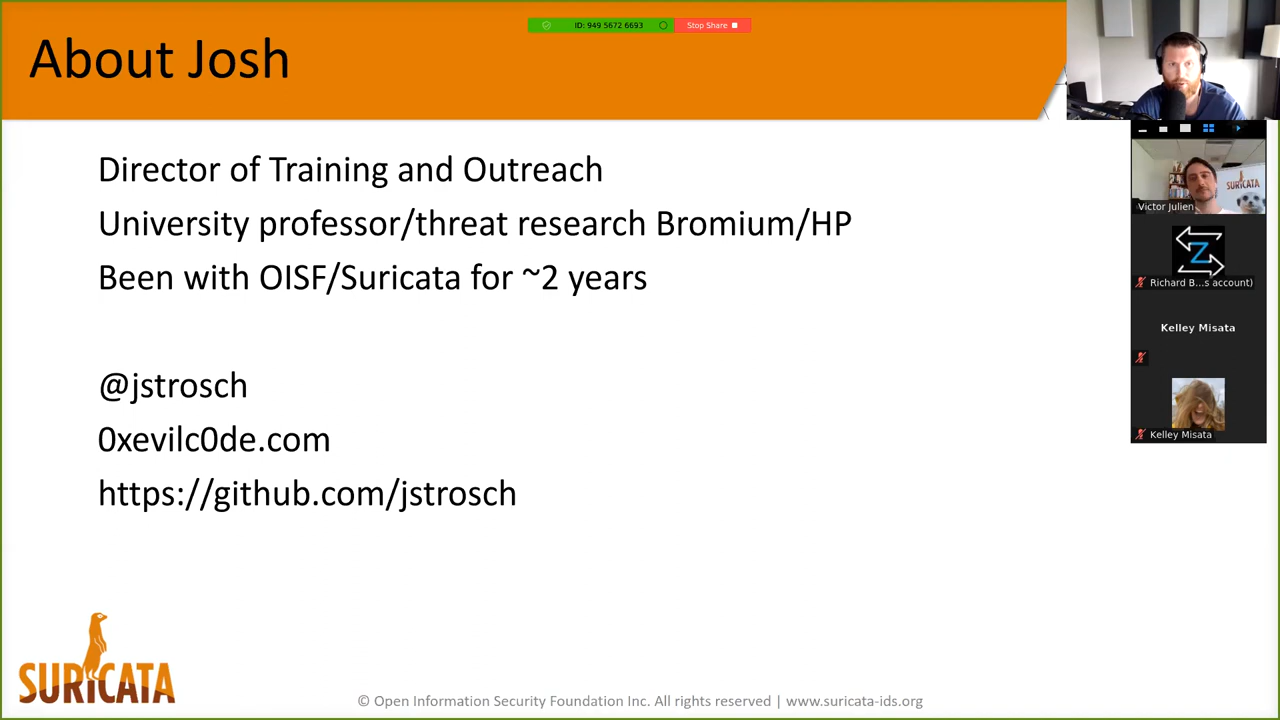 About Josh
ID: 949 5672 6693
Stop Share
Director of Training and Outreach
University professor/threat research Bromium/HP
Been with OISF/Suricata for ~2 years
@jstrosch
0xevilc0de.com
https://github.com/jstrosch
SURICATA
Victor Julien
Z
Richard B...s account)
Kelley Misata
Kelley Misata
SURICATA
© Open Information Security Foundation Inc. All rights reserved | www.suricata-ids.org